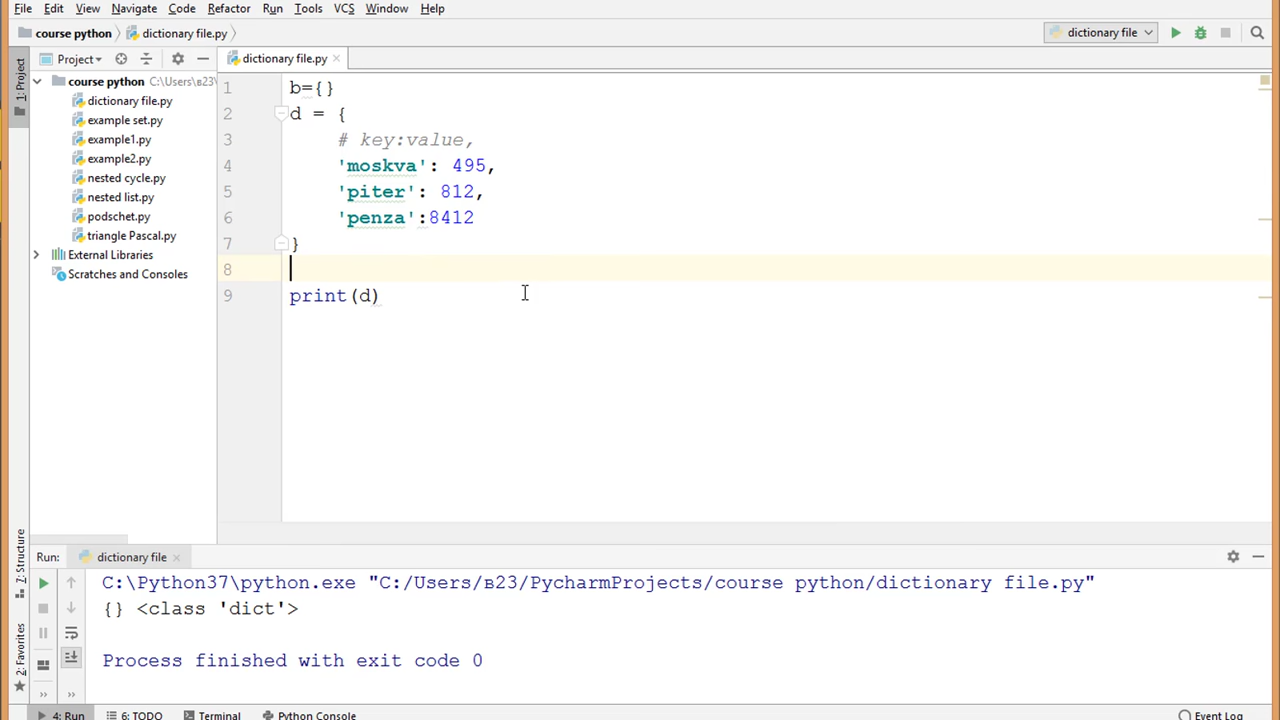 File Edit View Navigate Code Refactor Run Tools VCS Window Help
course python dictionary file.py dictionary file
1: Project Project dictionary file.py
course python C:\Users\в23\
dictionary file.py
example set.py
example1.py
example2.py
nested cycle.py
nested list.py
podschet.py
triangle Pascal.py
External Libraries
Scratches and Consoles
1 b={}
2 d = {
3 # key:value,
4 'moskva': 495,
5 'piter': 812,
6 'penza':8412
7 }
8
9 print(d)
7: Structure
2: Favorites
Run: dictionary file
C:\Python37\python.exe "C:/Users/в23/PycharmProjects/course python/dictionary file.py"
{} <class 'dict'>
Process finished with exit code 0
4: Run 6: TODO Terminal Python Console Event Log